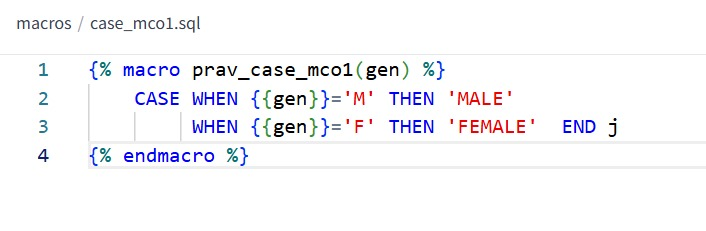 macros / case_mco1.sql
1 {% macro prav_case_mco1(gen) %}
2 CASE WHEN {{gen}}='M' THEN 'MALE'
3 WHEN {{gen}}='F' THEN 'FEMALE'  END j
4 {% endmacro %}